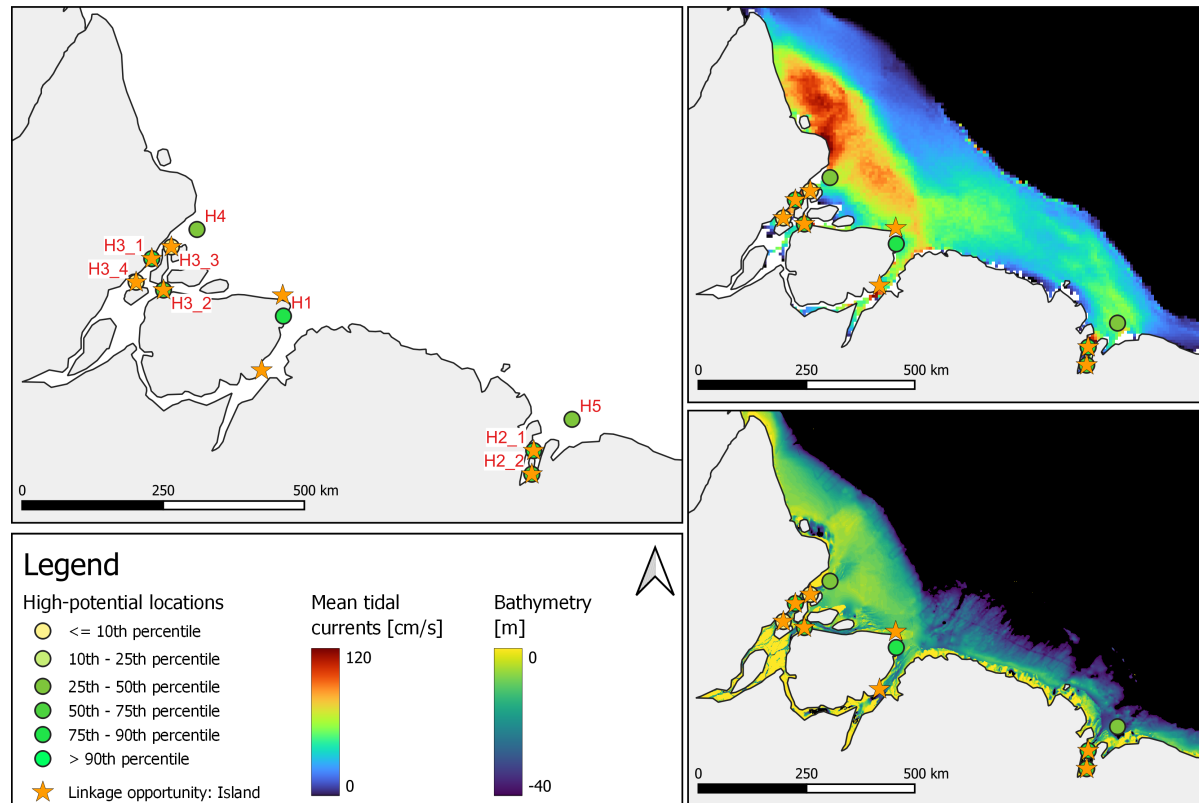 H4
H3_1
H3_3
H3_4
H3_2
H1
H5
H2_1
H2_2
0 250 500 km
0 250 500 km
0 250 500 km
Legend
High-potential locations
<= 10th percentile
10th - 25th percentile
25th - 50th percentile
50th - 75th percentile
75th - 90th percentile
> 90th percentile
Linkage opportunity: Island
Mean tidal
currents [cm/s]
120
0
Bathymetry
[m]
0
-40